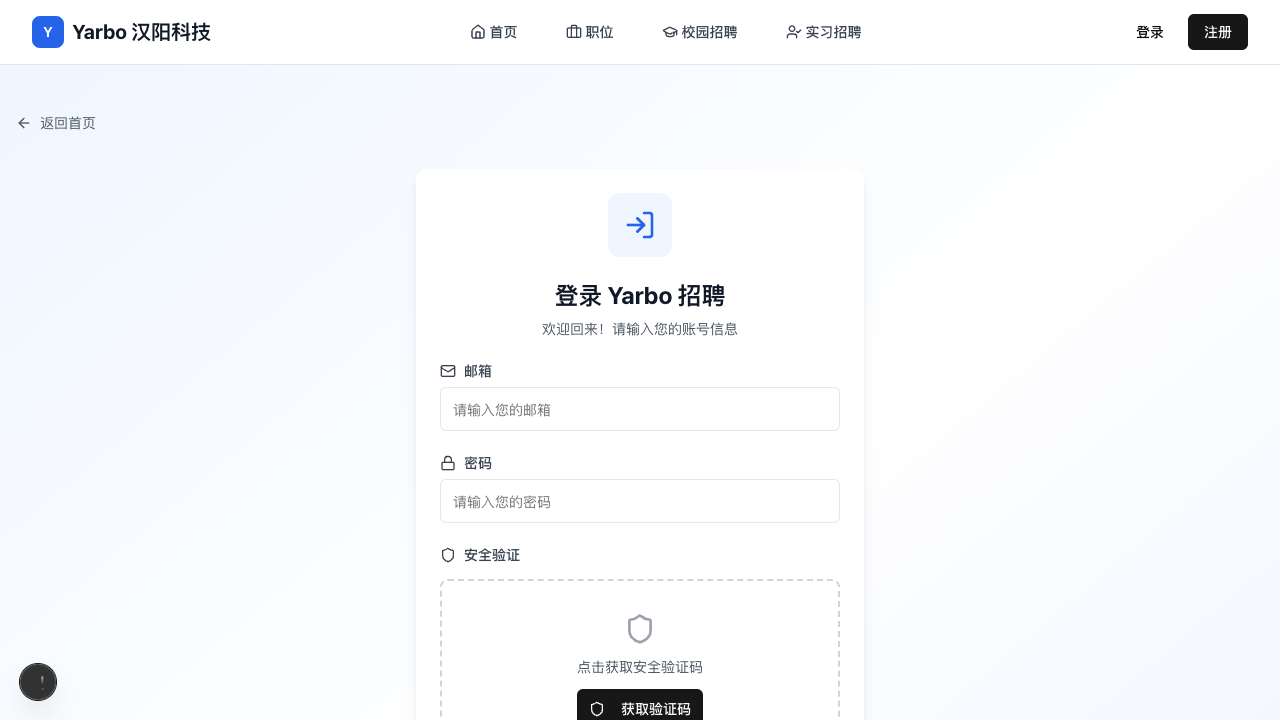 Y Yarbo 汉阳科技
首页
职位
校园招聘
实习招聘
登录
注册
返回首页
登录 Yarbo 招聘
欢迎回来！请输入您的账号信息
邮箱
请输入您的邮箱
密码
请输入您的密码
安全验证
点击获取安全验证码
获取验证码